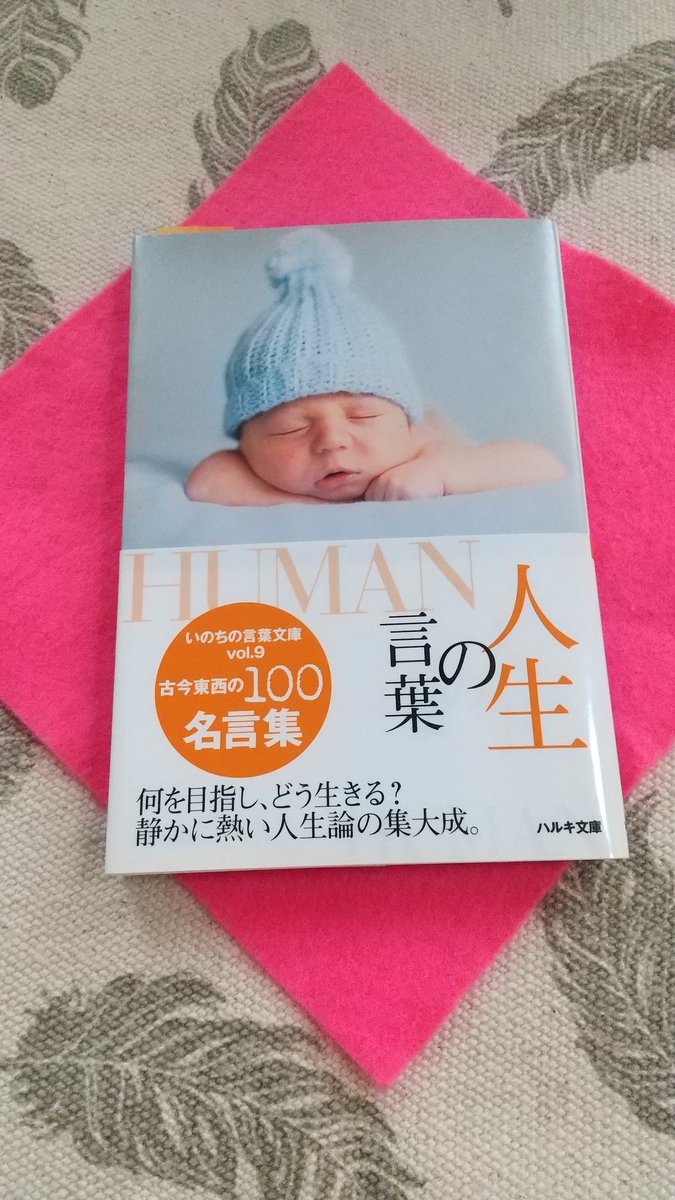 HUMAN
人生
の
言葉
いのちの言葉文庫
vol.9
古今東西の100
名言集
何を目指し、どう生きる?
静かに熱い人生論の集大成。
ハルキ文庫